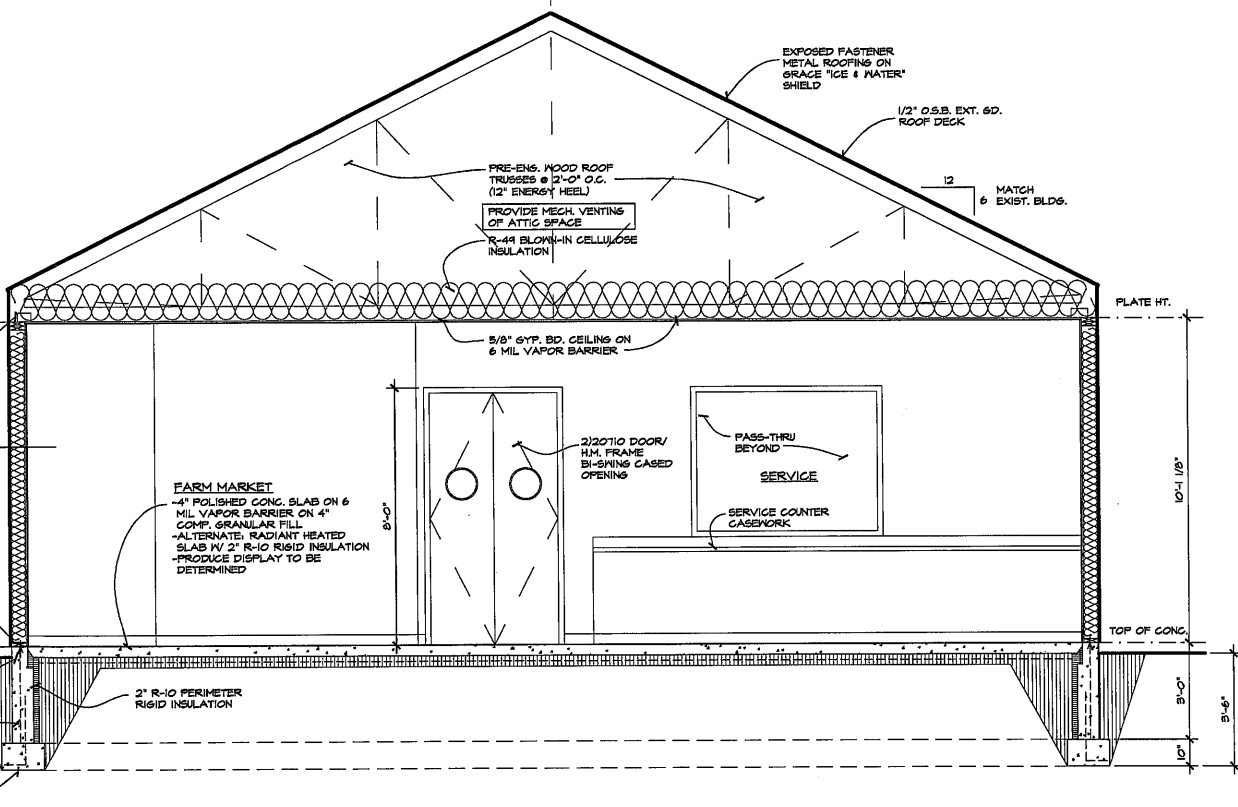 EXPOSED FASTENER
METAL ROOFING ON
GRACE "ICE & WATER"
SHIELD
1/2" O.S.B. EXT. GD.
ROOF DECK
PRE-ENG. WOOD ROOF
TRUSSES @ 2'-0" O.C.
(12" ENERGY HEEL)
12
6
MATCH
EXIST. BLDG.
PROVIDE MECH. VENTING
OF ATTIC SPACE
R-49 BLOWN-IN CELLULOSE
INSULATION
PLATE HT.
5/8" GYP. BD. CEILING ON
6 MIL VAPOR BARRIER
2)20710 DOOR/
H.M. FRAME
BI-SWING CASED
OPENING
PASS-THRU
BEYOND
SERVICE
10'-1 1/8"
FARM MARKET
-4" POLISHED CONC. SLAB ON 6
MIL VAPOR BARRIER ON 4"
COMP. GRANULAR FILL
-ALTERNATE: RADIANT HEATED
SLAB W/ 2" R-10 RIGID INSULATION
-PRODUCE DISPLAY TO BE
DETERMINED
8'-0"
SERVICE COUNTER
CASEWORK
TOP OF CONC.
2" R-10 PERIMETER
RIGID INSULATION
3'-0"
3'-6"
10"